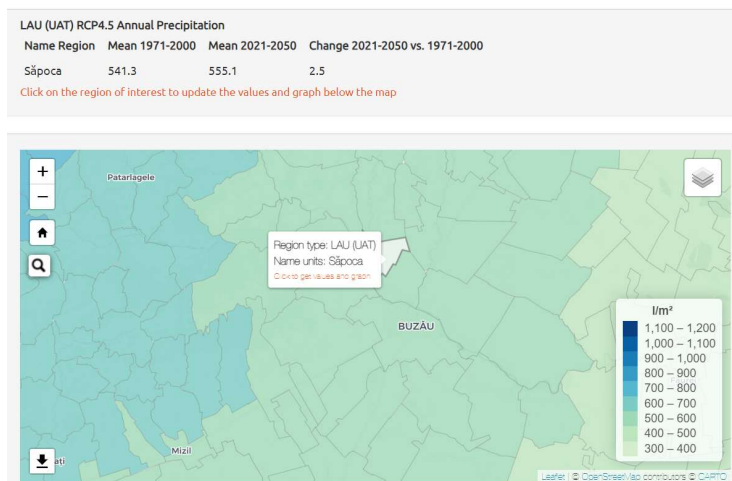 LAU (UAT) RCP4.5 Annual Precipitation
Name Region Mean 1971-2000 Mean 2021-2050 Change 2021-2050 vs. 1971-2000
Săpoca 541.3 555.1 2.5
Click on the region of interest to update the values and graph below the map
+
−
Patarlagele
Region type: LAU (UAT)
Name units: Săpoca
Click to get values and graph
BUZĂU
l/m²
1,100 – 1,200
1,000 – 1,100
900 – 1,000
800 – 900
700 – 800
600 – 700
500 – 600
400 – 500
300 – 400
Mizil
ați
Leaflet | © OpenStreetMap contributors © CARTO